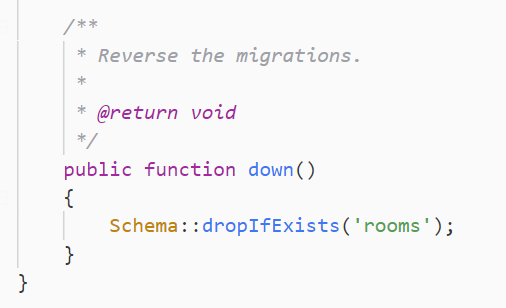 /**
 * Reverse the migrations.
 *
 * @return void
 */
public function down()
{
    Schema::dropIfExists('rooms');
}
}